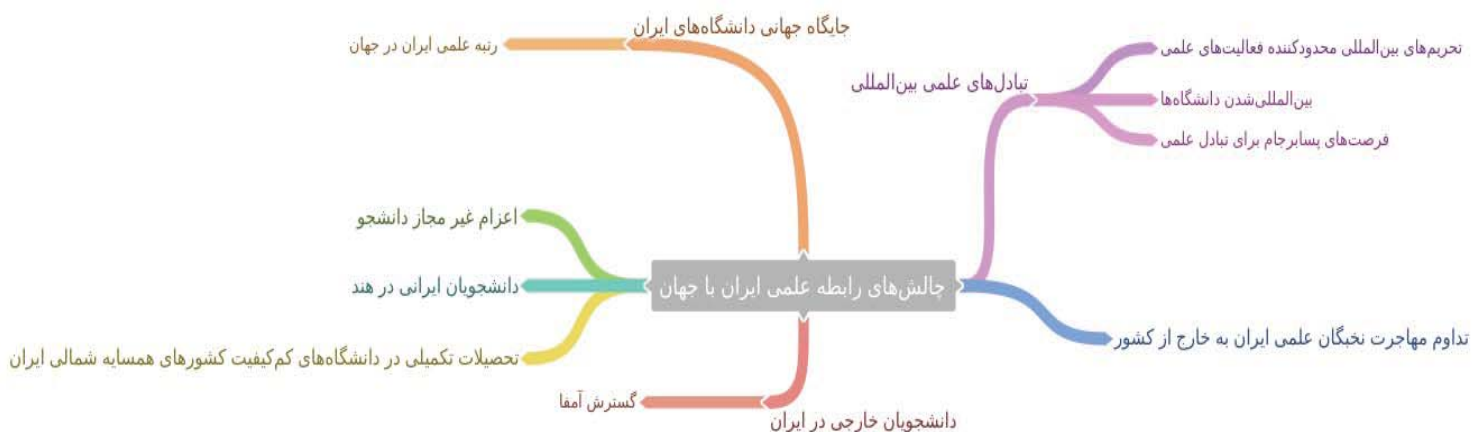 جایگاه جهانی دانشگاه‌های ایران
رتبه علمی ایران در جهان
تحریم‌های بین‌المللی محدودکننده فعالیت‌های علمی
تبادل‌های علمی بین‌المللی
بین‌المللی‌شدن دانشگاه‌ها
فرصت‌های پسابرجام برای تبادل علمی
اعزام غیر مجاز دانشجو
چالش‌های رابطه علمی ایران با جهان
دانشجویان ایرانی در هند
تداوم مهاجرت نخبگان علمی ایران به خارج از کشور
تحصیلات تکمیلی در دانشگاه‌های کم‌کیفیت کشورهای همسایه شمالی ایران
گسترش آمفا
دانشجویان خارجی در ایران